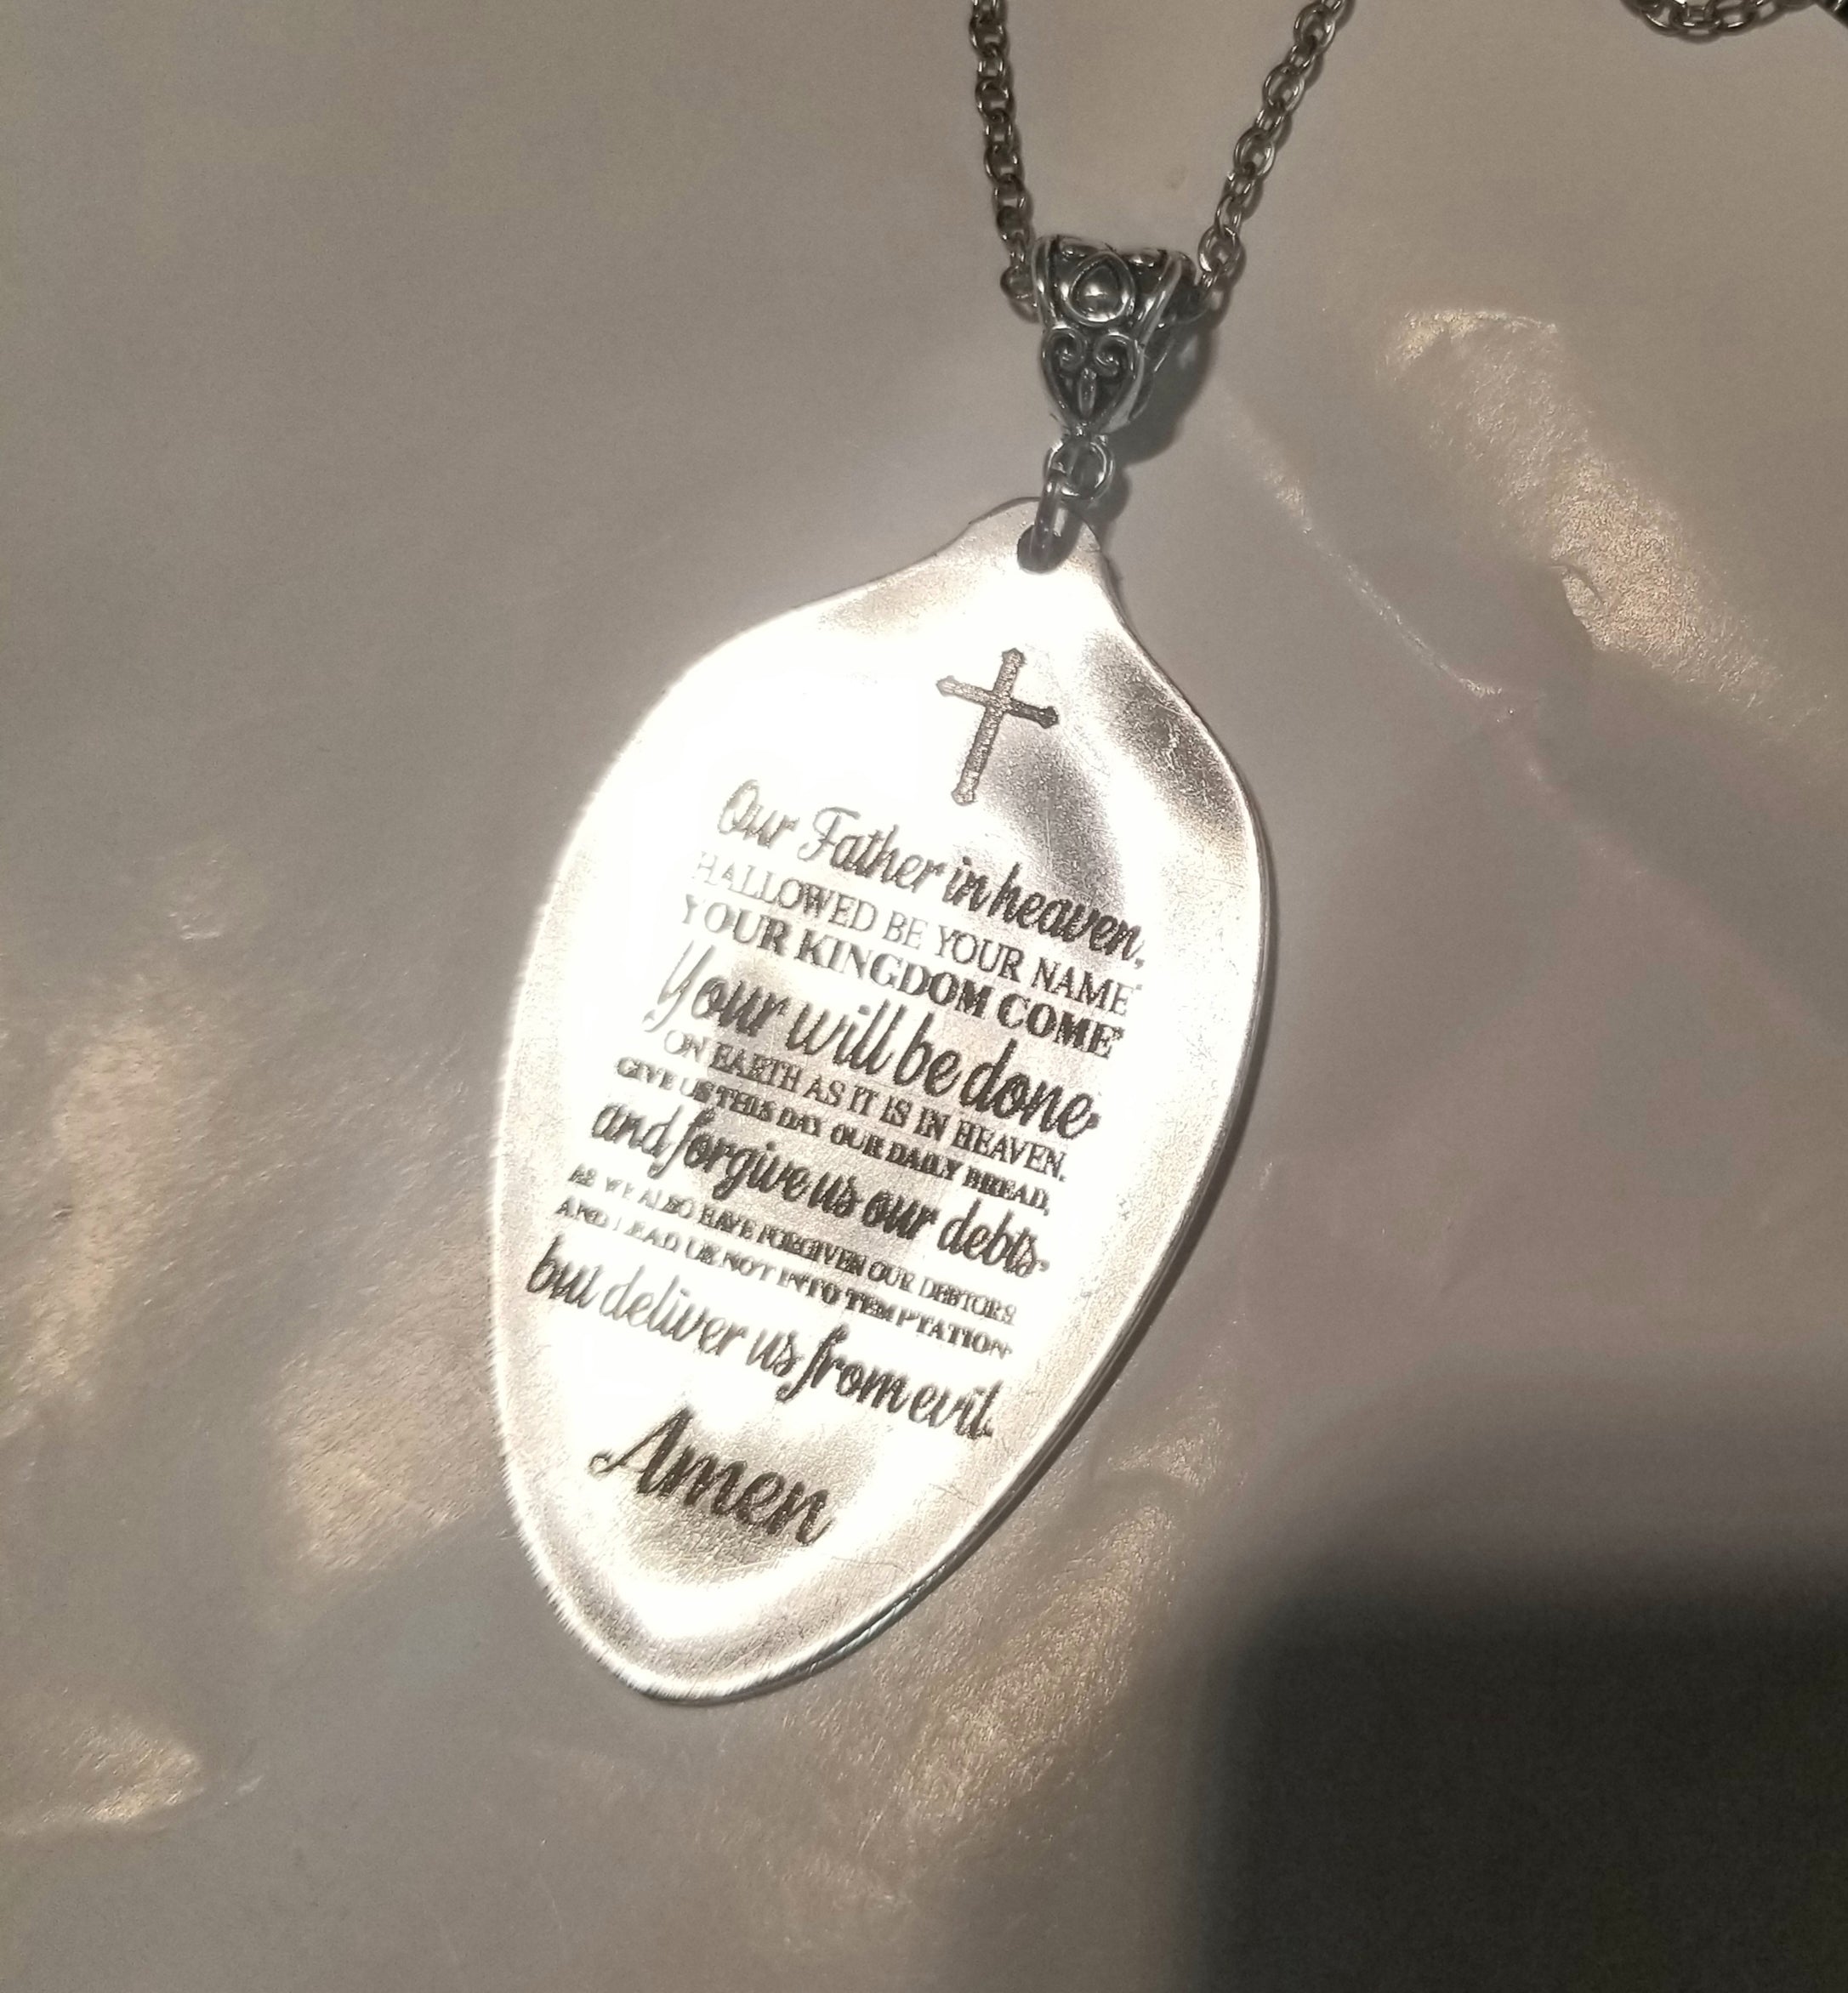 Our Father in heaven,
HALLOWED BE YOUR NAME
YOUR KINGDOM COME
Your will be done
ON EARTH AS IT IS IN HEAVEN.
GIVE US THIS DAY OUR DAILY BREAD,
and forgive us our debts
AS WE ALSO HAVE FORGIVEN OUR DEBTORS
AND LEAD US NOT INTO TEMPTATION
but deliver us from evil.
Amen